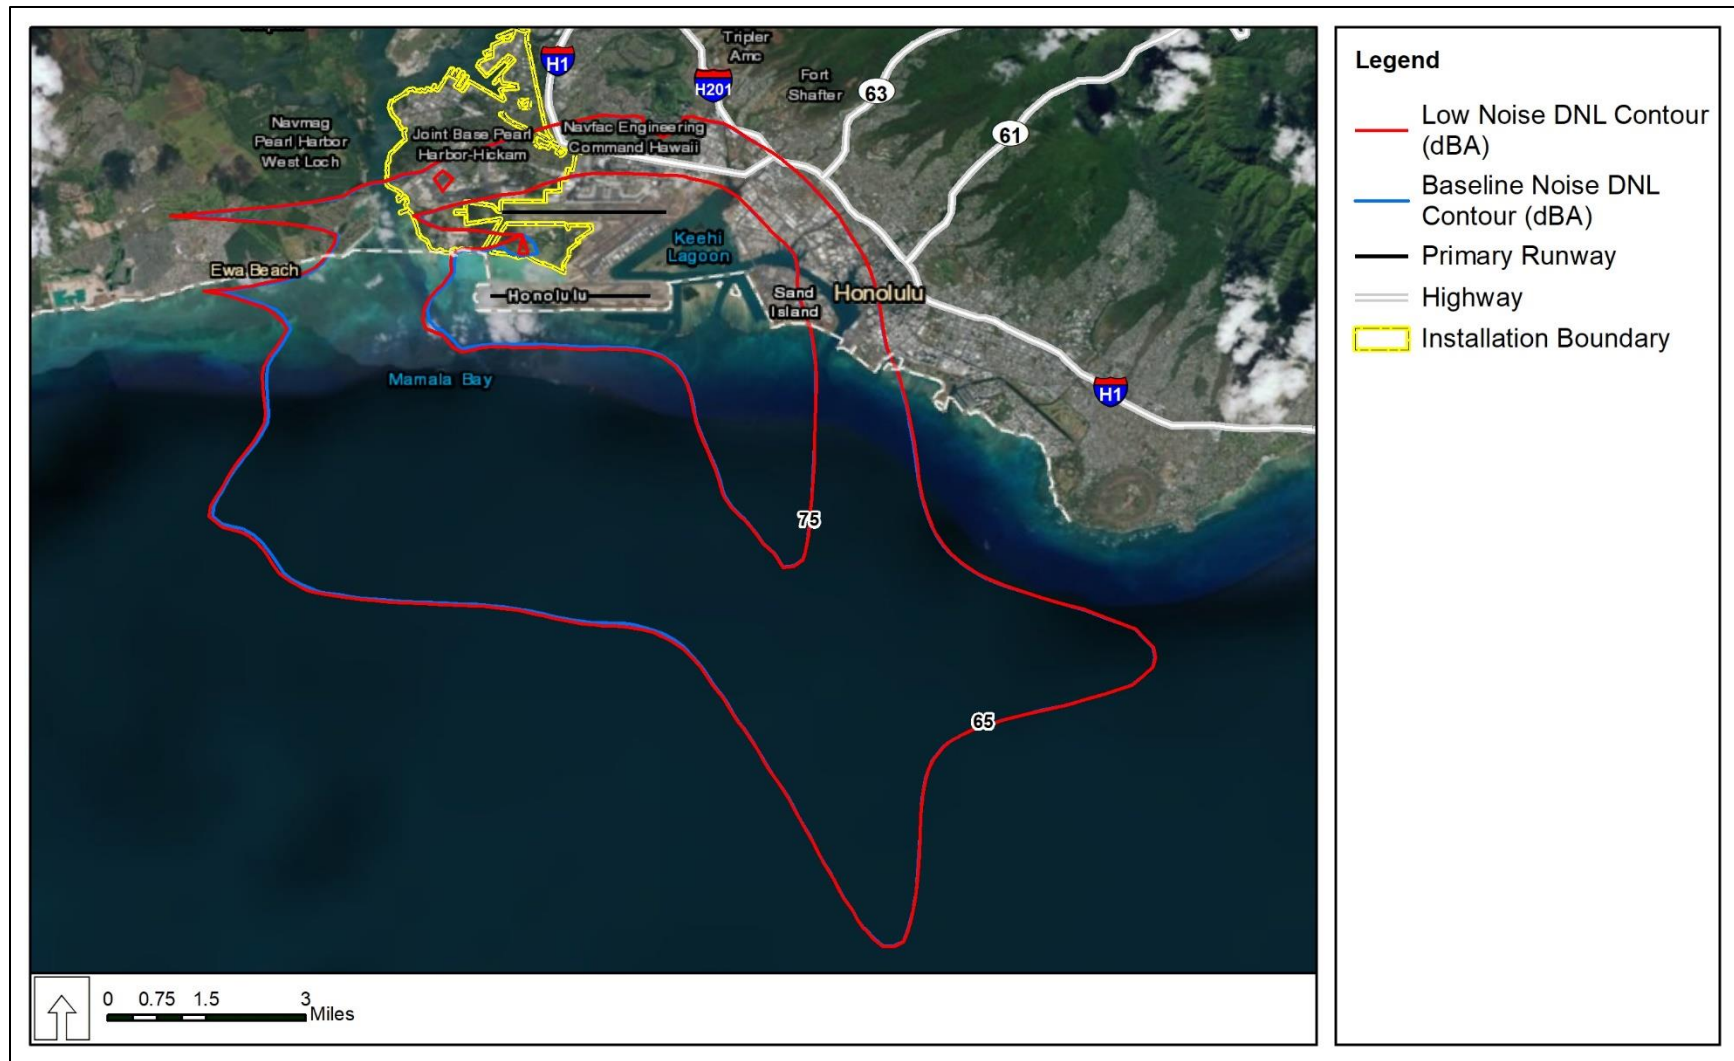 Tripler
Amc
H1
H201
Fort
Shafter
63
61
Navmag
Pearl Harbor
West Loch
Joint Base Pearl
Harbor-Hickam
Navfac Engineering
Command Hawaii
Keehi
Lagoon
Ewa Beach
Honolulu
Sand
Island
Honolulu
Mamala Bay
H1
75
65
0 0.75 1.5 3
Miles
Legend
Low Noise DNL Contour
(dBA)
Baseline Noise DNL
Contour (dBA)
Primary Runway
Highway
Installation Boundary